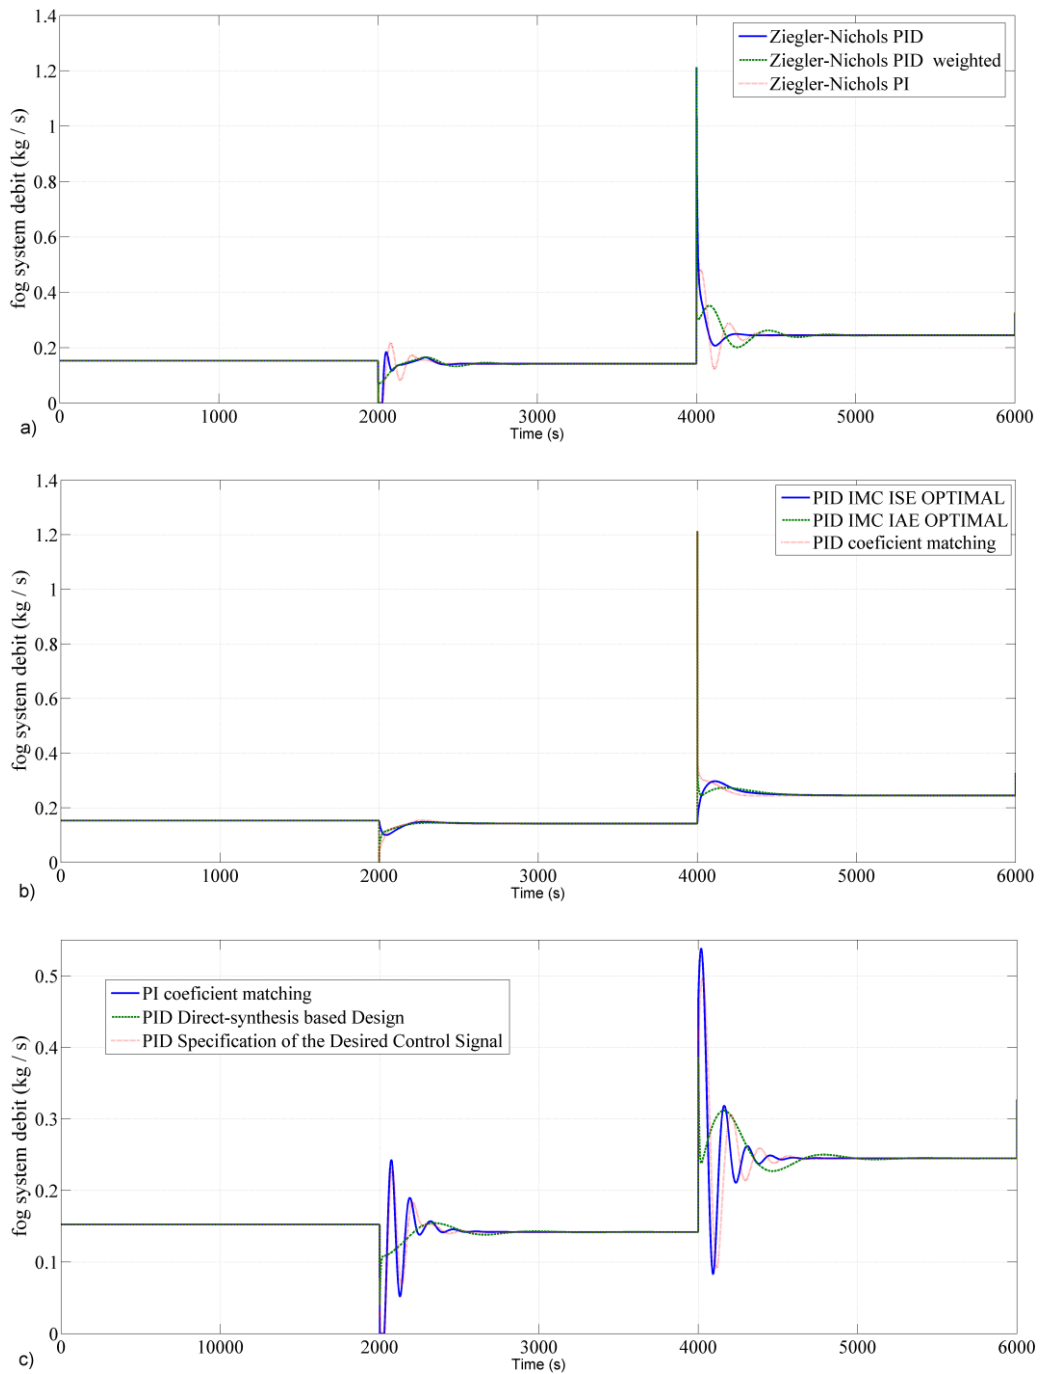 1.4
Ziegler-Nichols PID
Ziegler-Nichols PID weighted
Ziegler-Nichols PI
1.2
1
0.8
0.6
0.4
0.2
0
fog system debit (kg / s)
0 1000 2000 3000 4000 5000 6000
a)
Time (s)
1.4
PID IMC ISE OPTIMAL
PID IMC IAE OPTIMAL
PID coeficient matching
1.2
1
0.8
0.6
0.4
0.2
0
fog system debit (kg / s)
0 1000 2000 3000 4000 5000 6000
b)
Time (s)
0.5
PI coeficient matching
PID Direct-synthesis based Design
PID Specification of the Desired Control Signal
0.4
0.3
0.2
0.1
0
fog system debit (kg / s)
0 1000 2000 3000 4000 5000 6000
c)
Time (s)